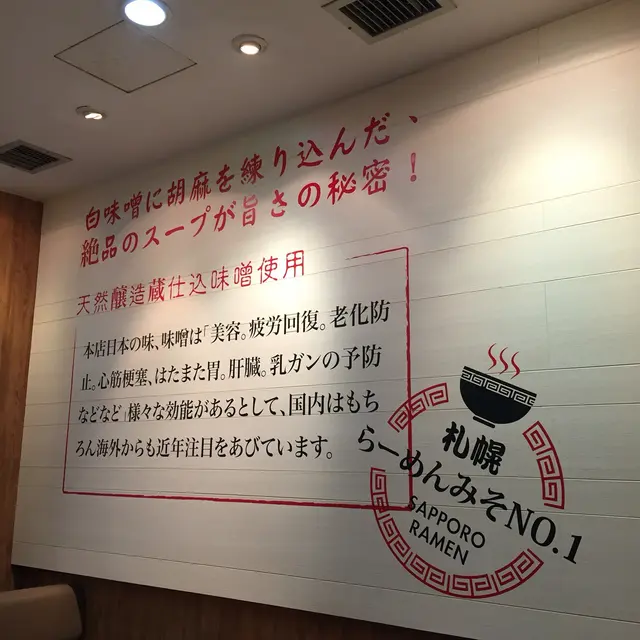 白味噌に胡麻を練り込んだ、
絶品のスープが旨さの秘密！
天然醸造蔵仕込味噌使用
本店日本の味、味噌は「美容。疲労回復。老化防
止。心筋梗塞、はたまた胃。肝臓。乳ガンの予防
などなど」様々な効能があるとして、国内はもち
ろん海外からも近年注目をあびています。
札幌
らーめんみそNO.1
SAPPORO
RAMEN